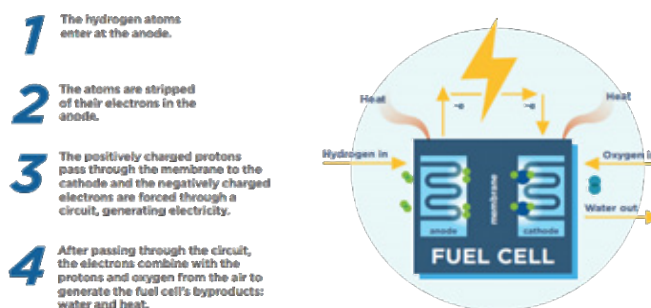 1
The hydrogen atoms
enter at the anode.
2
The atoms are stripped
of their electrons in the
anode.
3
The positively charged protons
pass through the membrane to the
cathode and the negatively charged
electrons are forced through a
circuit, generating electricity.
4
After passing through the circuit,
the electrons combine with the
protons and oxygen from the air to
generate the fuel cell's byproducts:
water and heat.
Heat
-e
-e
Heat
Hydrogen in
Oxygen in
membrane
Water out
anode
cathode
FUEL CELL